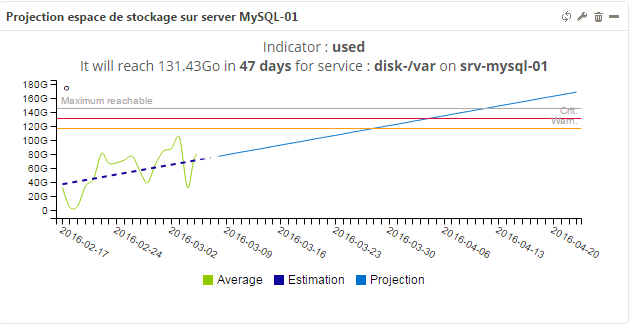 Projection espace de stockage sur server MySQL-01
Indicator : used
It will reach 131.43Go in 47 days for service : disk-/var on srv-mysql-01
180G
160G
140G
120G
100G
80G
60G
40G
20G
0
Maximum reachable
Crit.
Warn.
2016-02-17
2016-02-24
2016-03-02
2016-03-09
2016-03-16
2016-03-23
2016-03-30
2016-04-06
2016-04-13
2016-04-20
Average
Estimation
Projection